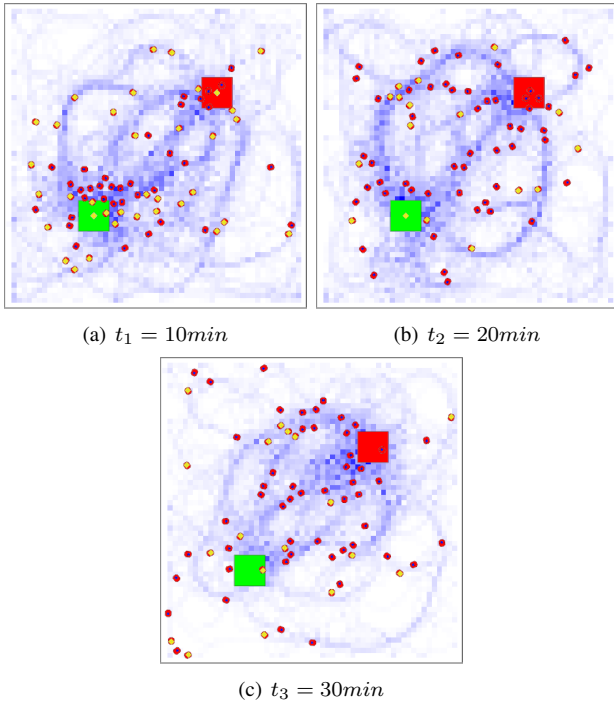 (a) t₁ = 10min
(b) t₂ = 20min
(c) t₃ = 30min